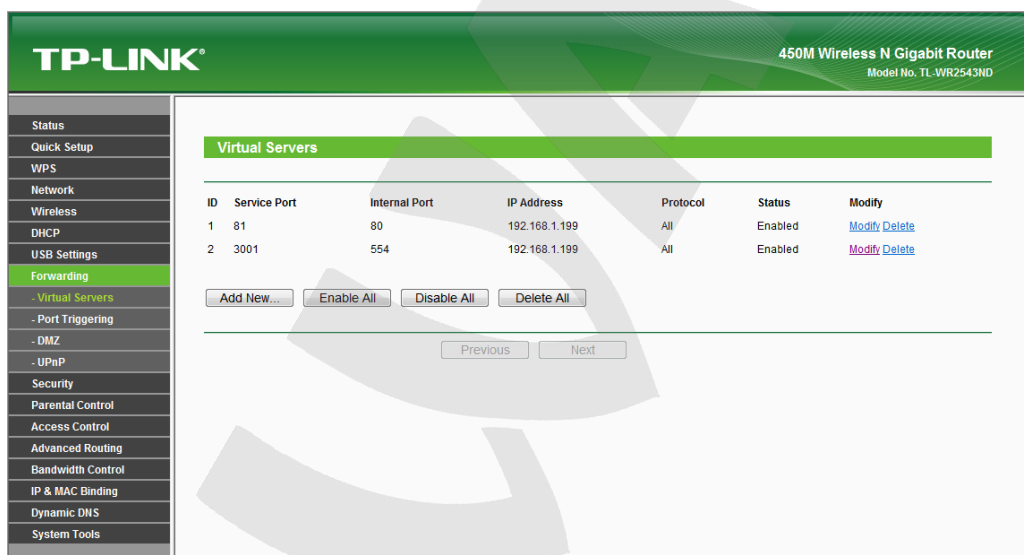 TP-LINK®
450M Wireless N Gigabit Router
Model No. TL-WR2543ND
Status
Quick Setup
WPS
Network
Wireless
DHCP
USB Settings
Forwarding
- Virtual Servers
- Port Triggering
- DMZ
- UPnP
Security
Parental Control
Access Control
Advanced Routing
Bandwidth Control
IP & MAC Binding
Dynamic DNS
System Tools
Virtual Servers
ID Service Port Internal Port IP Address Protocol Status Modify
1 81 80 192.168.1.199 All Enabled Modify Delete
2 3001 554 192.168.1.199 All Enabled Modify Delete
Add New... Enable All Disable All Delete All
Previous Next